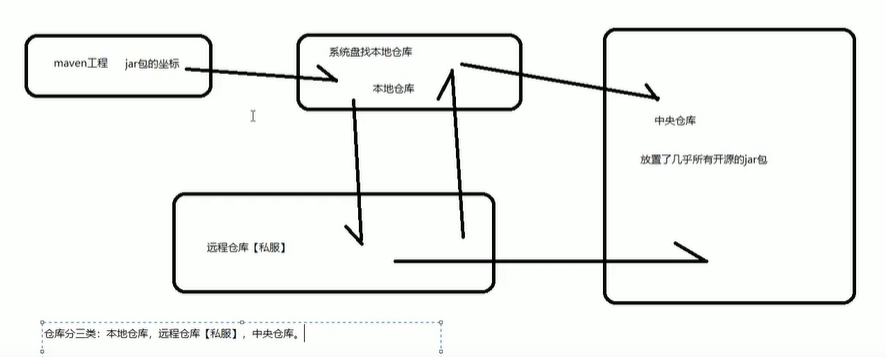 maven工程 jar包的坐标
系统盘找本地仓库
本地仓库
中央仓库
放置了几乎所有开源的jar包
远程仓库【私服】
仓库分三类：本地仓库，远程仓库【私服】，中央仓库。